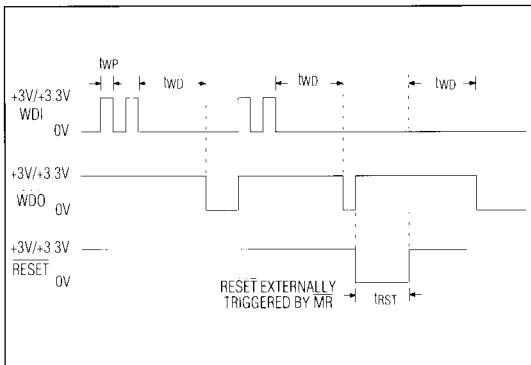 tWP
tWD
tWD
tWD
+3V/+3.3V
WDI
0V
+3V/+3.3V
WDO
0V
+3V/+3.3V
RESET
0V
RESET EXTERNALLY
TRIGGERED BY MR
tRST